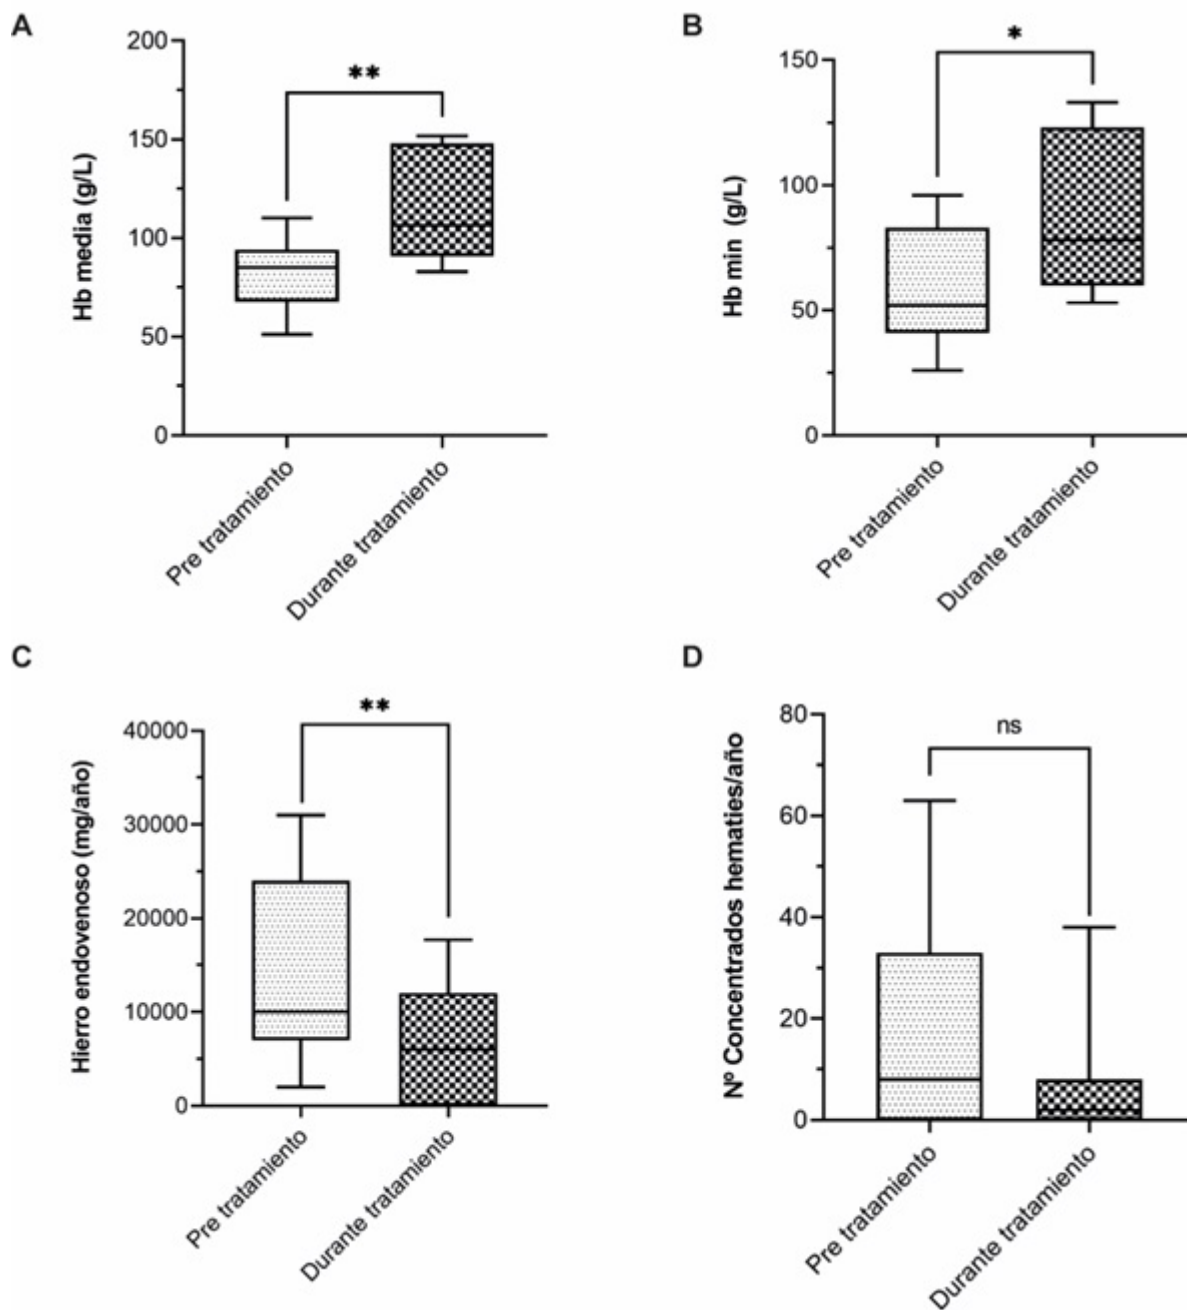 A
Hb media (g/L)
200
150
100
50
0
**
Pre tratamiento
Durante tratamiento
B
Hb min (g/L)
150
100
50
0
*
Pre tratamiento
Durante tratamiento
C
Hierro endovenoso (mg/año)
40000
30000
20000
10000
0
**
Pre tratamiento
Durante tratamiento
D
Nº Concentrados hematies/año
80
60
40
20
0
ns
Pre tratamiento
Durante tratamiento